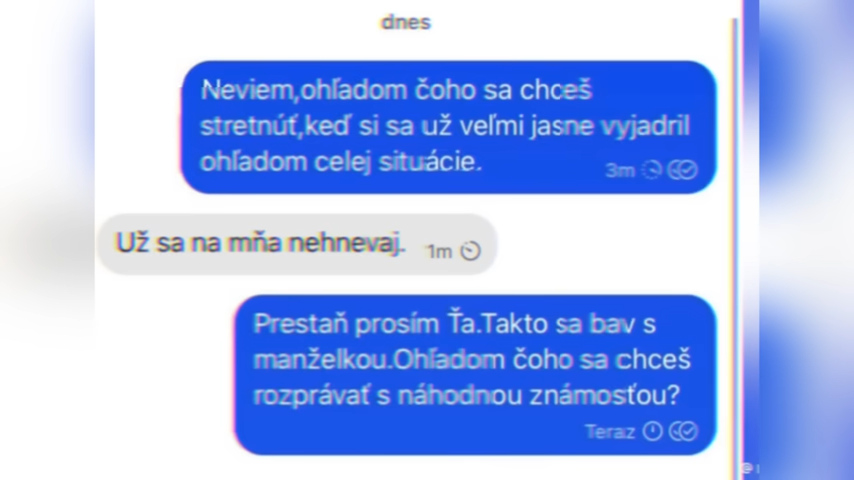 dnes
Neviem,ohľadom čoho sa chceš
stretnúť,keď si sa už veľmi jasne vyjadril
ohľadom celej situácie.
3m
Už sa na mňa nehnevaj.
1m
Prestaň prosím Ťa.Takto sa bav s
manželkou.Ohľadom čoho sa chceš
rozprávať s náhodnou známosťou?
Teraz